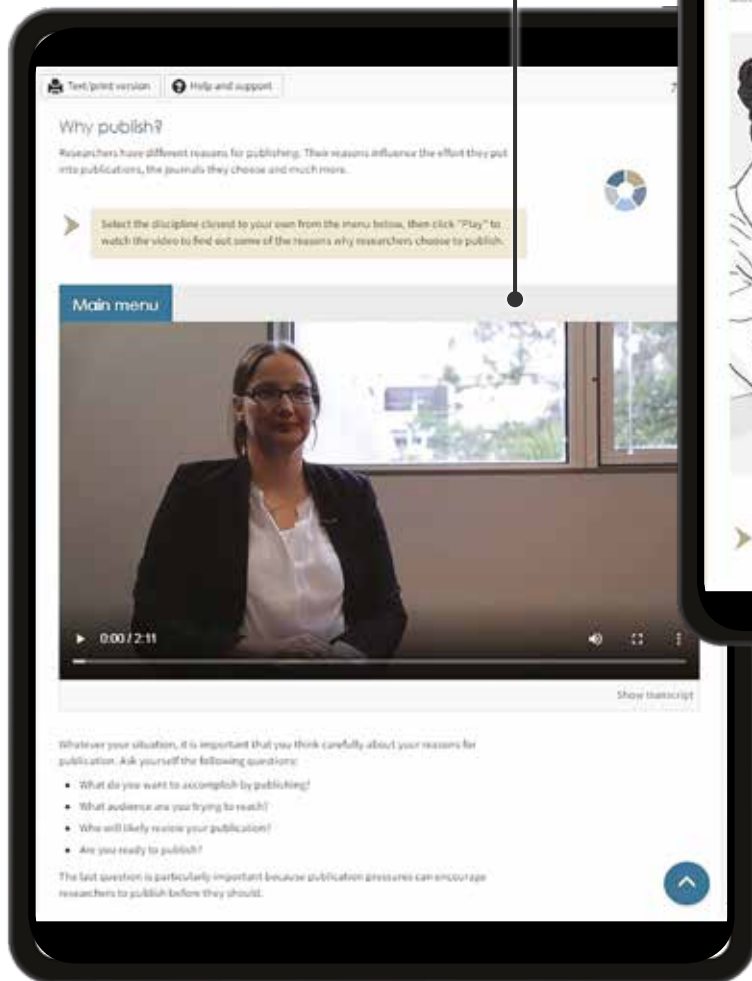 Text/print version
Help and support
7
Why publish?
Researchers have different reasons for publishing. Their reasons influence the effort they put
into publications, the journals they choose and much more.
Select the discipline closest to your own from the menu below, then click "Play" to
watch the video to find out some of the reasons why researchers choose to publish.
Main menu
0:00 / 2:11
Show transcript
Whatever your situation, it is important that you think carefully about your reasons for
publication. Ask yourself the following questions:
• What do you want to accomplish by publishing?
• What audience are you trying to reach?
• Who will likely review your publication?
• Are you ready to publish?
The last question is particularly important because publication pressures can encourage
researchers to publish before they should.